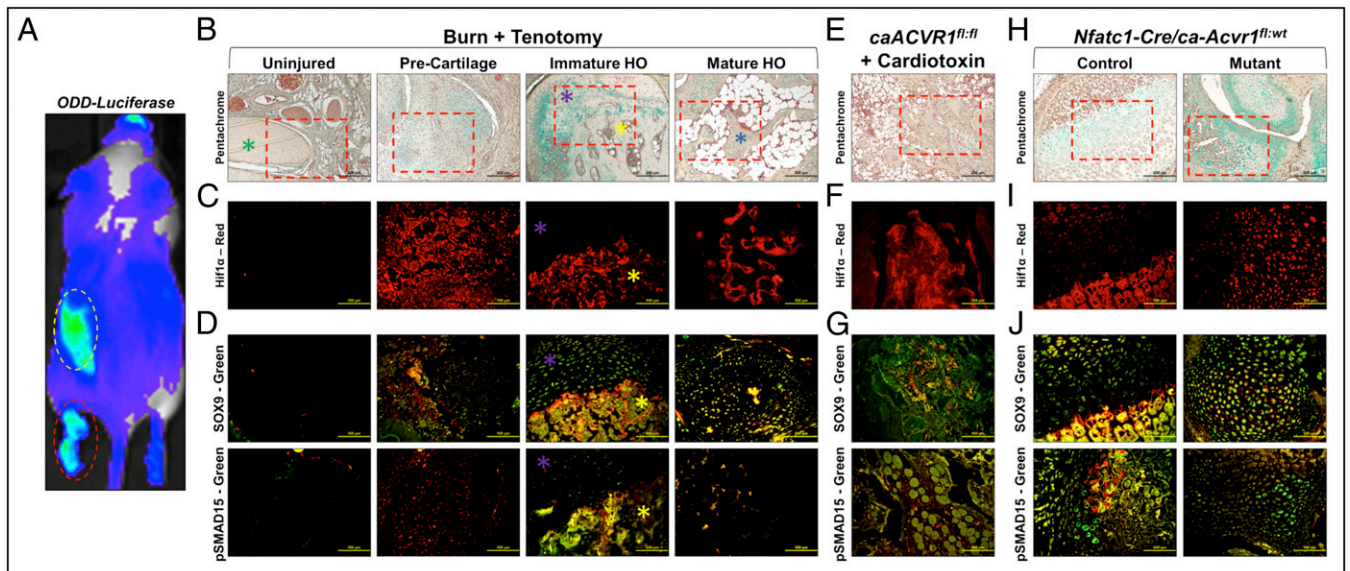 A
B
E
H
Burn + Tenotomy
caACVR1fl:fl
+ Cardiotoxin
Nfatc1-Cre/ca-Acvr1fl:wt
Uninjured
Pre-Cartilage
Immature HO
Mature HO
Control
Mutant
ODD-Luciferase
Pentachrome
Pentachrome
Pentachrome
C
F
I
Hif1α – Red
Hif1α – Red
Hif1α – Red
D
G
J
SOX9 - Green
SOX9 - Green
SOX9 - Green
pSMAD15 - Green
pSMAD15 - Green
pSMAD15 - Green